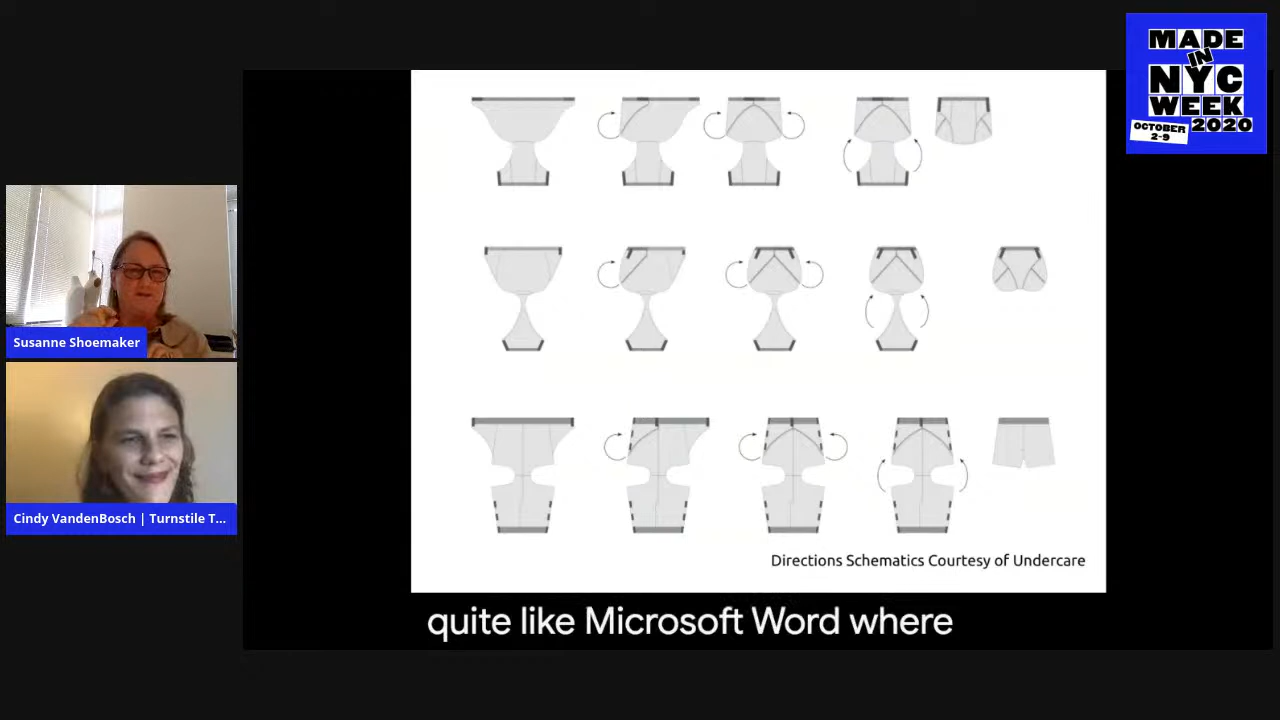 MADE
IN
NYC
WEEK
2020
OCTOBER
2-9
Susanne Shoemaker
Cindy VandenBosch | Turnstile T...
Directions Schematics Courtesy of Undercare
quite like Microsoft Word where